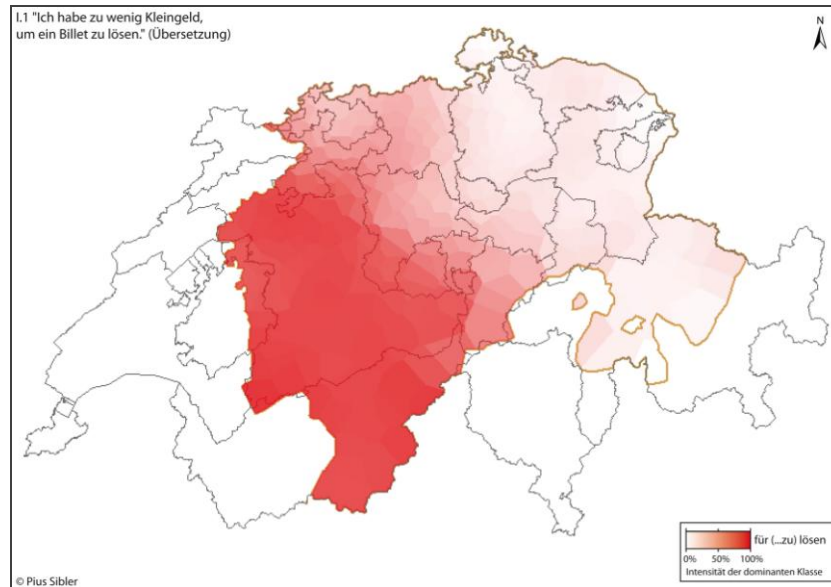 I.1 "Ich habe zu wenig Kleingeld,
um ein Billet zu lösen." (Übersetzung)
N
für (...zu) lösen
0% 50% 100%
Intensität der dominanten Klasse
© Pius Sibler